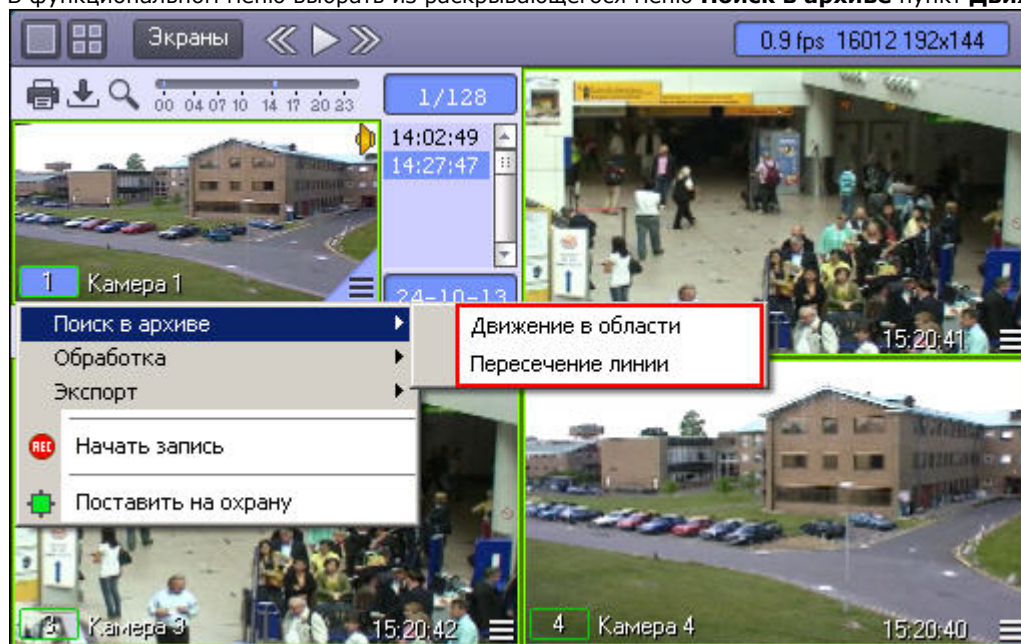 В функциональном меню выбрать из раскрывающегося меню Поиск в архиве пункт
Экраны
0.9 fps 16012 192x144
00 04 07 10 14 17 20 23
1/128
14:02:49
14:27:47
1 Камера 1
24-10-13
Поиск в архиве
Движение в области
Обработка
Пересечение линии
Экспорт
REC Начать запись
Поставить на охрану
15:20:41
3 Камера 3
15:20:42
4 Камера 4
15:20:40